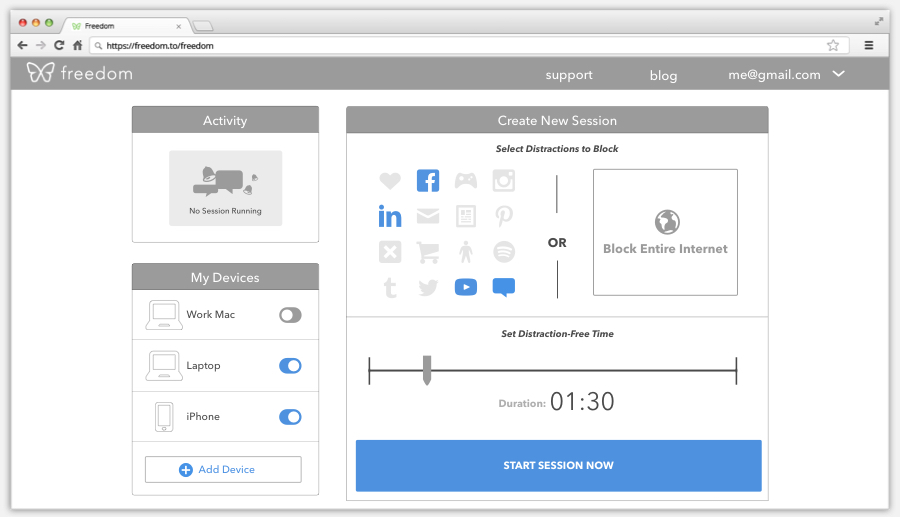 Freedom
https://freedom.to/freedom
freedom
support
blog
me@gmail.com
Activity
No Session Running
My Devices
Work Mac
Laptop
iPhone
Add Device
Create New Session
Select Distractions to Block
OR
Block Entire Internet
Set Distraction-Free Time
Duration: 01:30
START SESSION NOW